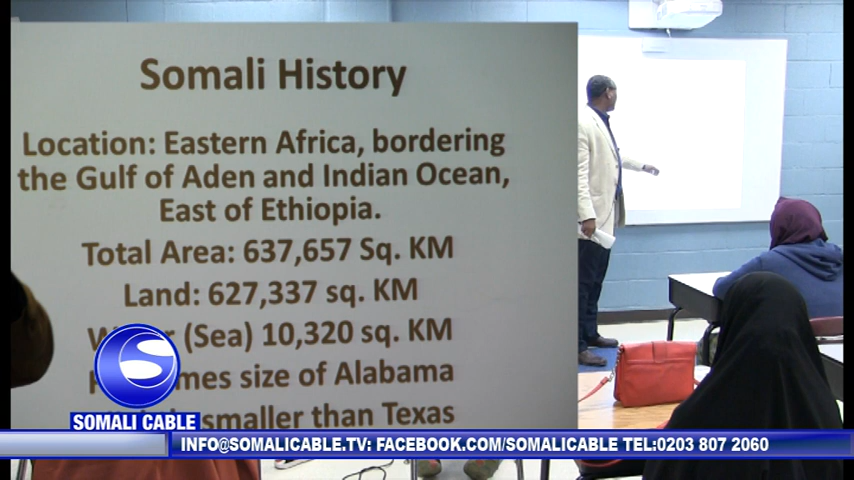 Somali History
Location: Eastern Africa, bordering
the Gulf of Aden and Indian Ocean,
East of Ethiopia.
Total Area: 637,657 Sq. KM
Land: 627,337 sq. KM
(Sea) 10,320 sq. KM
size of Alabama
smaller than Texas
S
SOMALI CABLE
INFO@SOMALICABLE.TV: FACEBOOK.COM/SOMALICABLE TEL:0203 807 2060